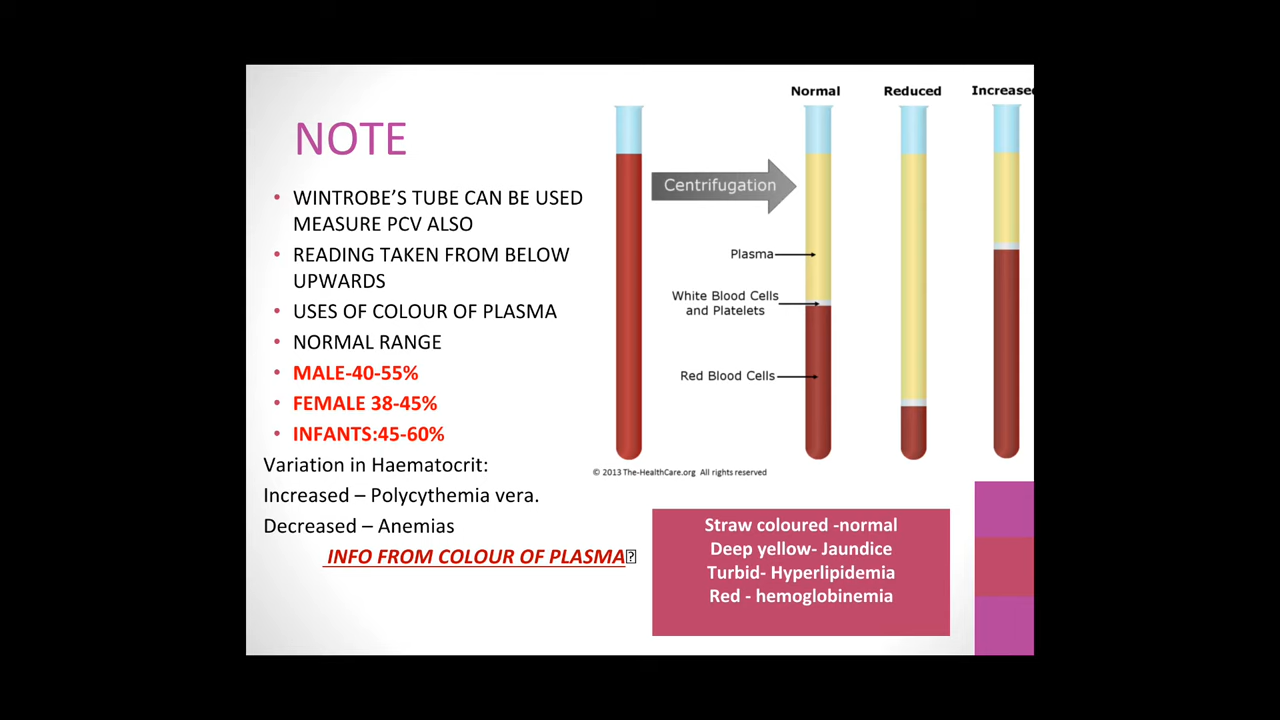 NOTE
• WINTROBE’S TUBE CAN BE USED
MEASURE PCV ALSO
• READING TAKEN FROM BELOW
UPWARDS
• USES OF COLOUR OF PLASMA
• NORMAL RANGE
• MALE-40-55%
• FEMALE 38-45%
• INFANTS:45-60%
Variation in Haematocrit:
Increased – Polycythemia vera.
Decreased – Anemias
INFO FROM COLOUR OF PLASMA
Normal
Reduced
Increased
Centrifugation
Plasma
White Blood Cells
and Platelets
Red Blood Cells
© 2013 The-HealthCare.org All rights reserved
Straw coloured -normal
Deep yellow- Jaundice
Turbid- Hyperlipidemia
Red - hemoglobinemia